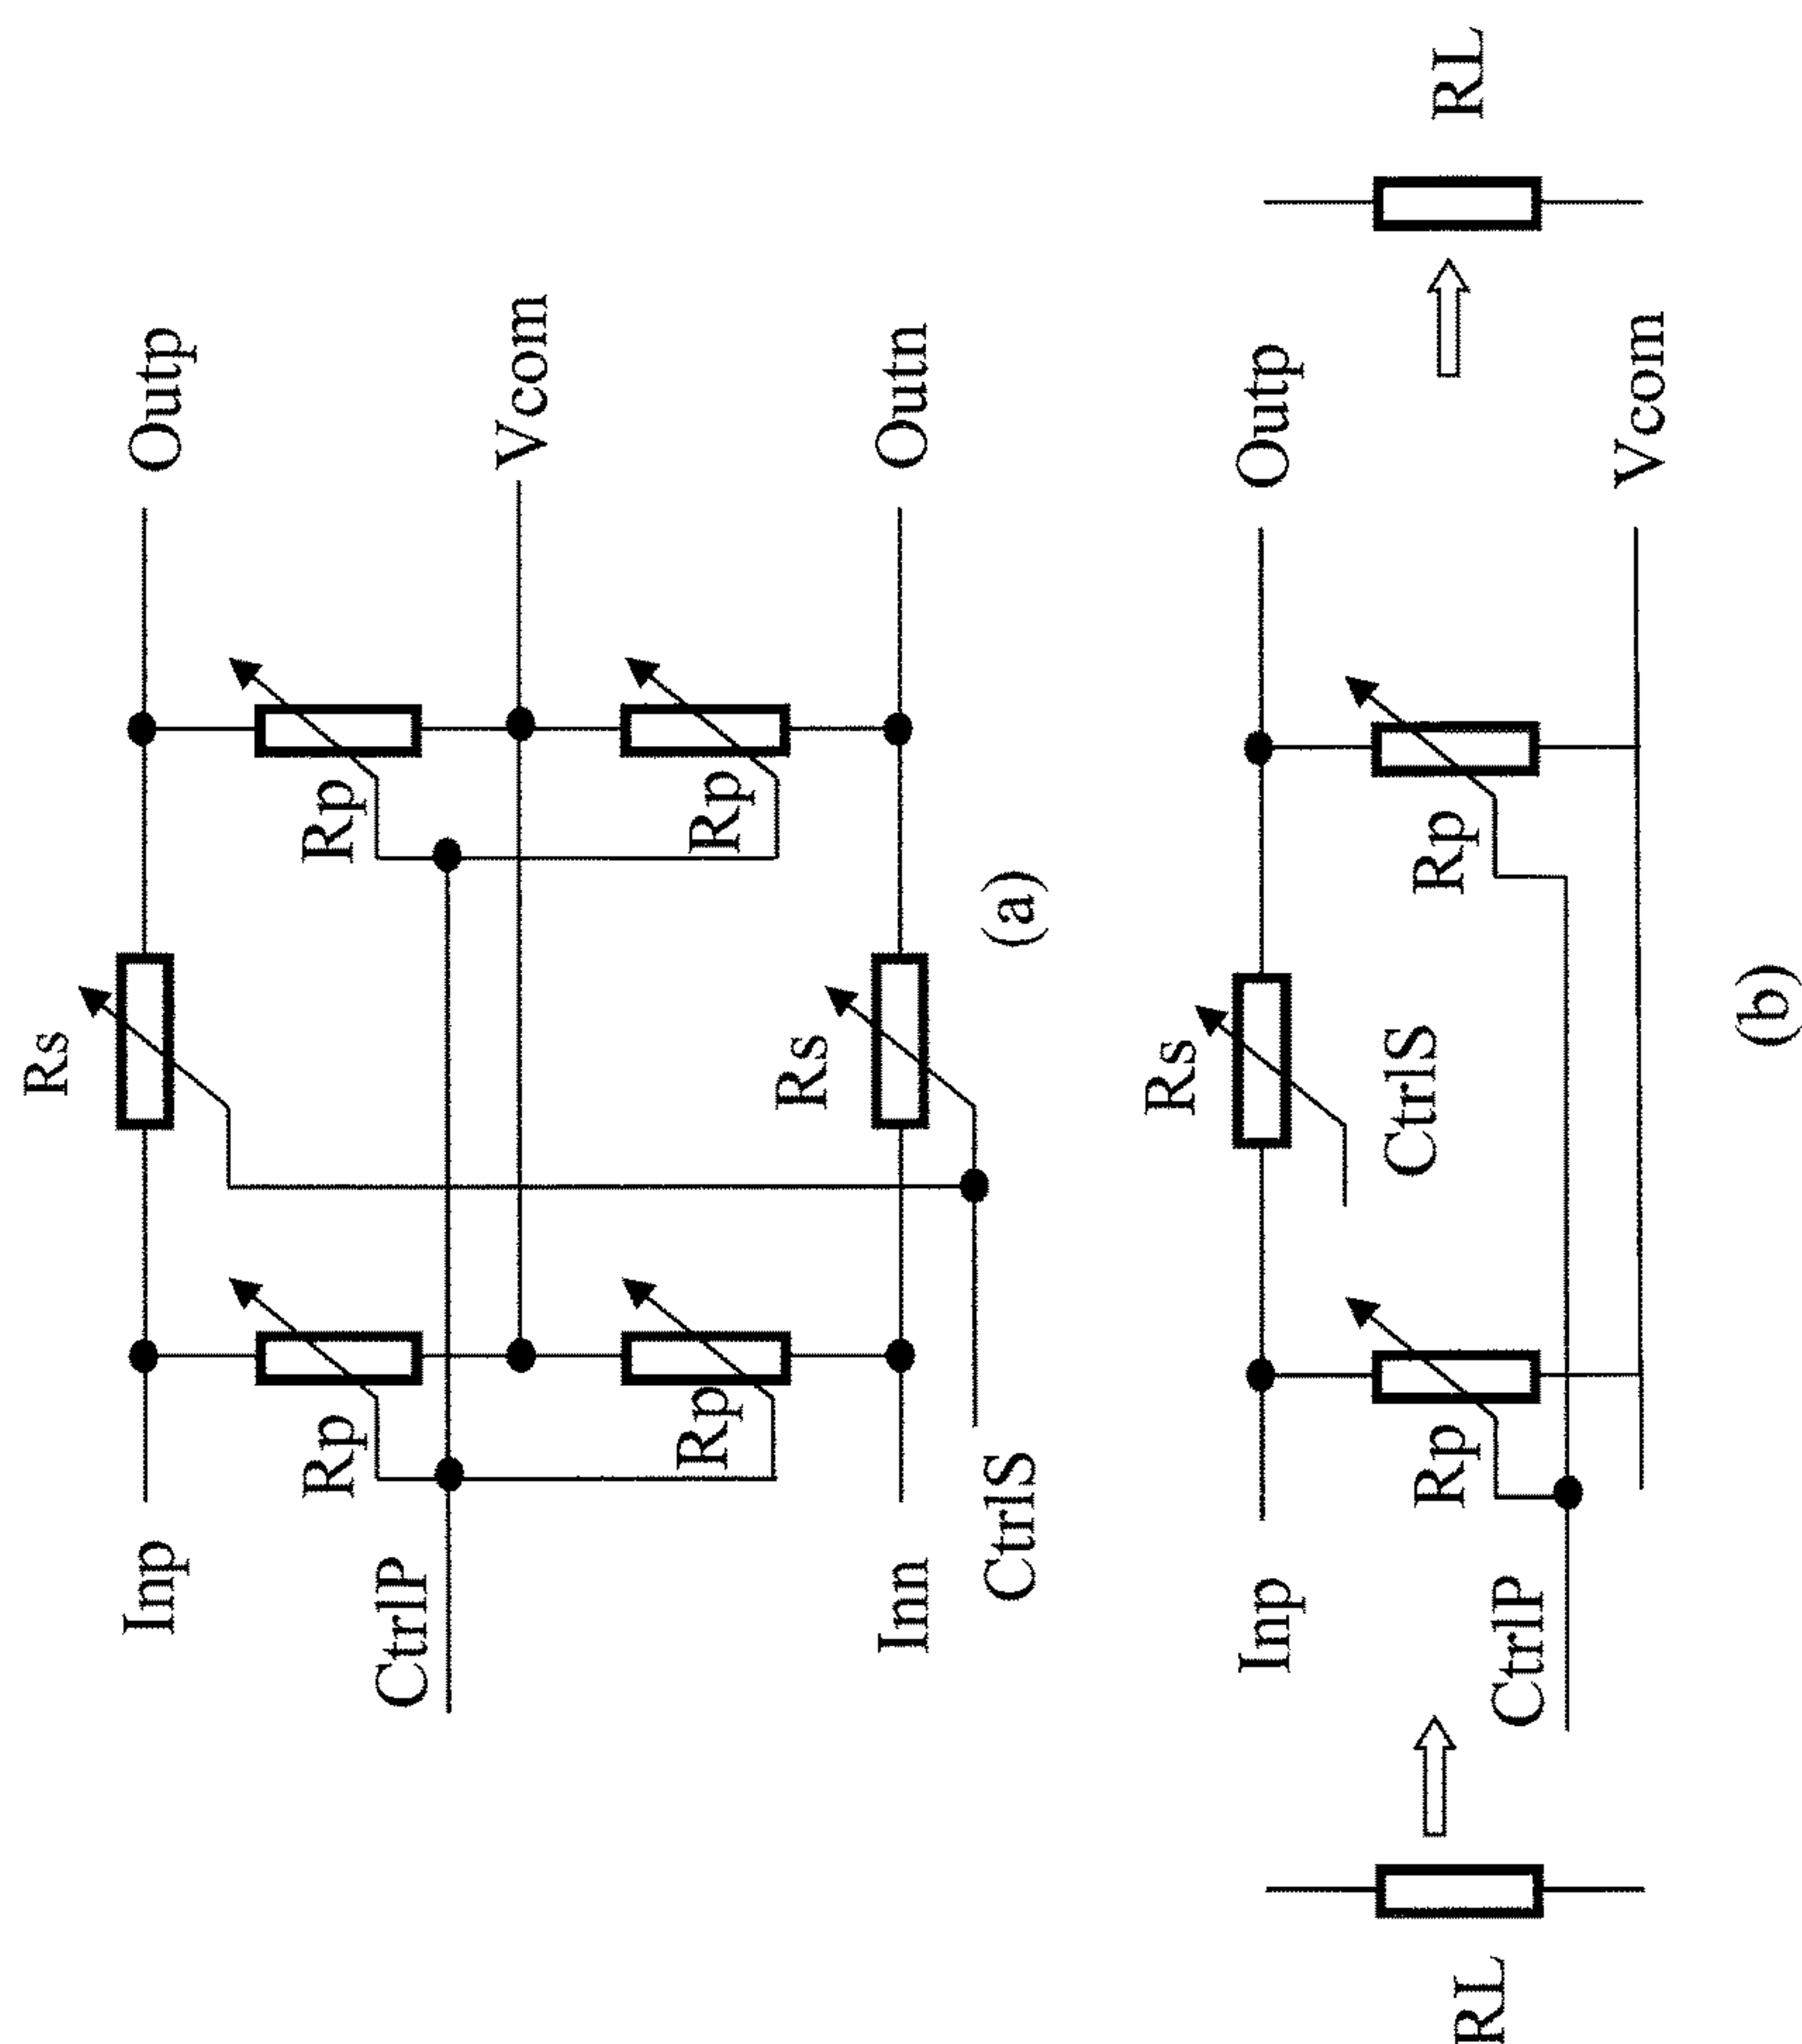 Rs
Inp
Outp
Rp
Rp
CtrlP
Vcom
Rp
Rp
Rs
Inn
Outn
CtrlS
(a)
Rs
Inp
Outp
CtrlS
RL
Rp
Rp
RL
CtrlP
Vcom
(b)